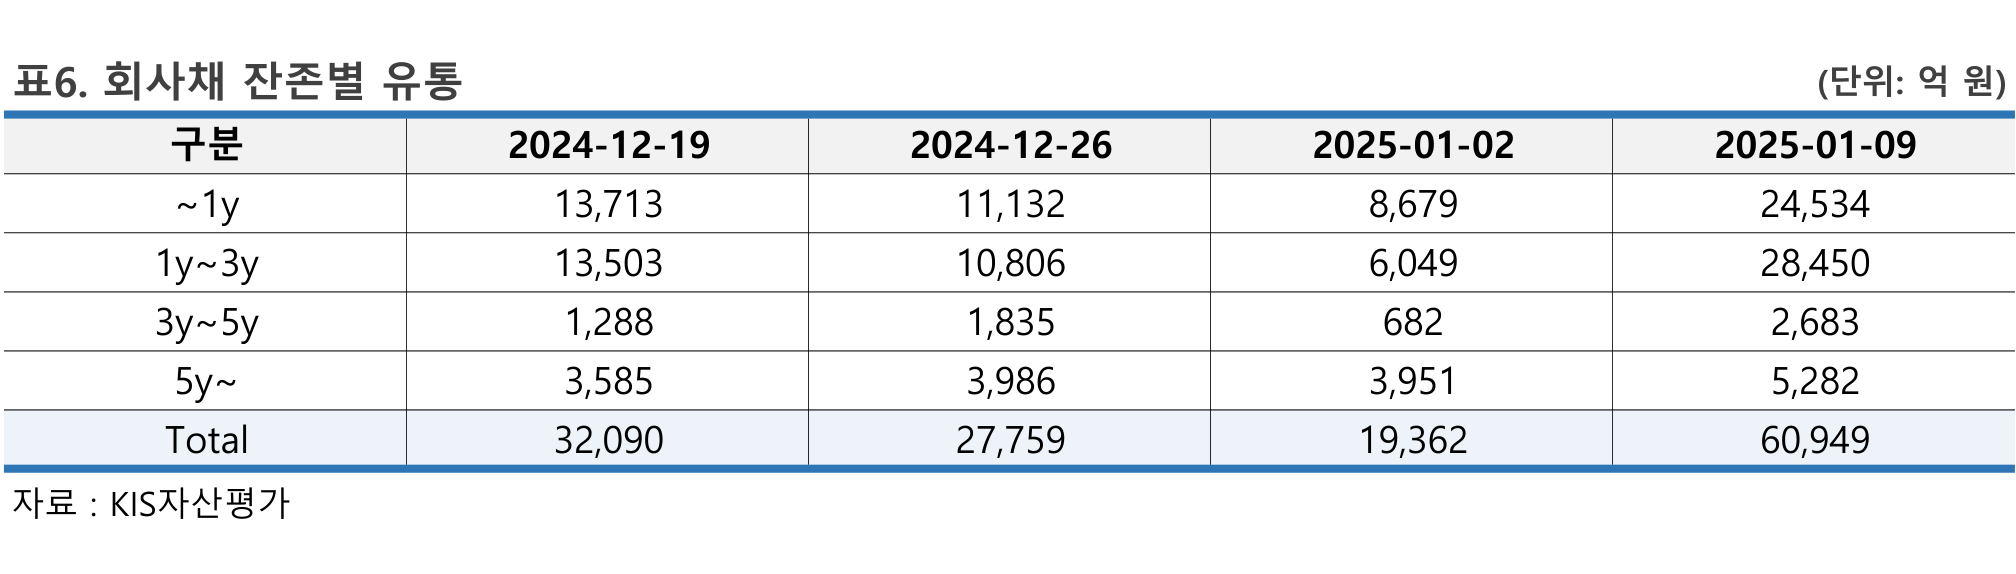 표6. 회사채 잔존별 유통 (단위: 억 원)
구분 2024-12-19 2024-12-26 2025-01-02 2025-01-09
~1y 13,713 11,132 8,679 24,534
1y~3y 13,503 10,806 6,049 28,450
3y~5y 1,288 1,835 682 2,683
5y~ 3,585 3,986 3,951 5,282
Total 32,090 27,759 19,362 60,949
자료 : KIS자산평가